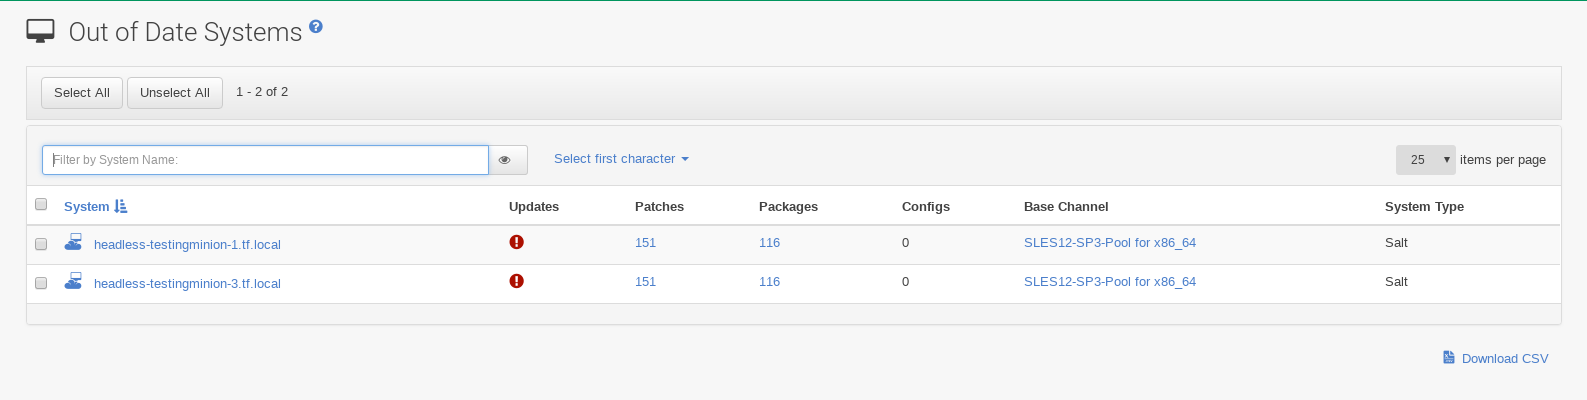 Out of Date Systems ?
Select All Unselect All 1 - 2 of 2
Filter by System Name: Select first character 25 items per page
System Updates Patches Packages Configs Base Channel System Type
headless-testingminion-1.tf.local 151 116 0 SLES12-SP3-Pool for x86_64 Salt
headless-testingminion-3.tf.local 151 116 0 SLES12-SP3-Pool for x86_64 Salt
Download CSV